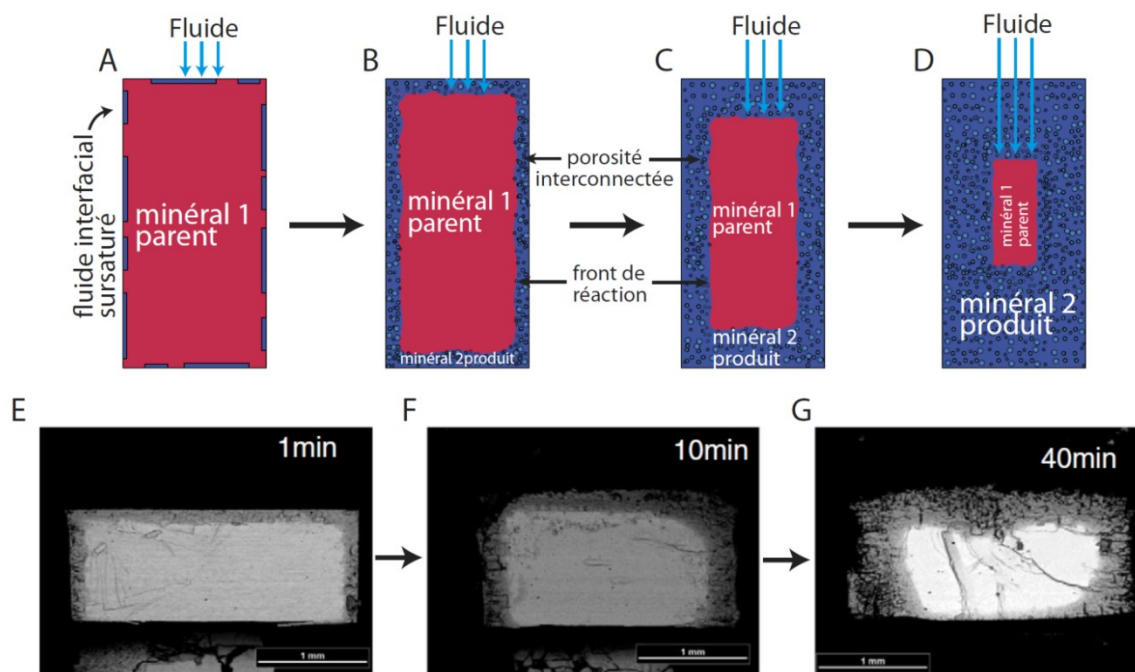 A
Fluide
B
Fluide
C
Fluide
D
Fluide
fluide interfacial
sursaturé
minéral 1
parent
minéral 1
parent
minéral 2produit
porosité
interconnectée
front de
réaction
minéral 1
parent
minéral 2
produit
minéral 1
parent
minéral 2
produit
E
1min
1 mm
F
10min
1 mm
G
40min
1 mm